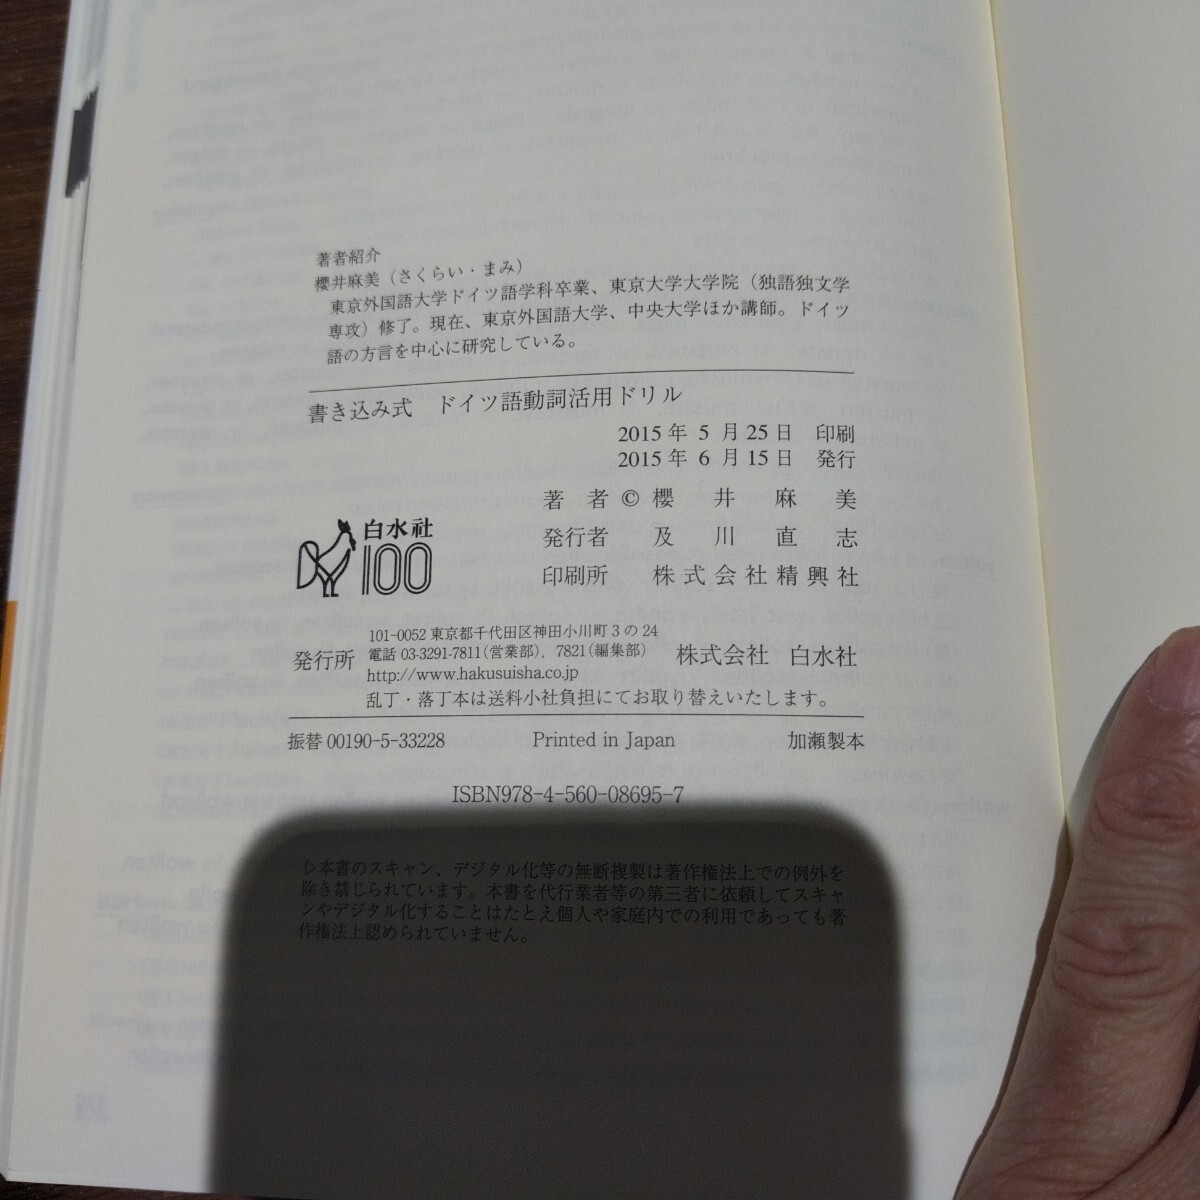 著者紹介
櫻井麻美（さくらい・まみ）
東京外国語大学ドイツ語学科卒業、東京大学大学院（独語独文学
専攻）修了。現在、東京外国語大学、中央大学ほか講師。ドイツ
語の方言を中心に研究している。
書き込み式　ドイツ語動詞活用ドリル
2015年 5 月 25日　印刷
2015年 6 月 15日　発行
著　者 © 櫻　井　麻　美
発行者　及　川　直　志
印刷所　株式会社精興社
白水社
100
発行所
101-0052 東京都千代田区神田小川町 3 の 24
電話 03-3291-7811(営業部)，7821(編集部)
http://www.hakusuisha.co.jp
株式会社　白水社
乱丁・落丁本は送料小社負担にてお取り替えいたします。
振替 00190-5-33228　Printed in Japan　加瀬製本
ISBN978-4-560-08695-7
▷本書のスキャン、デジタル化等の無断複製は著作権法上での例外を
除き禁じられています。本書を代行業者等の第三者に依頼してスキャ
ンやデジタル化することはたとえ個人や家庭内での利用であっても著
作権法上認められていません。